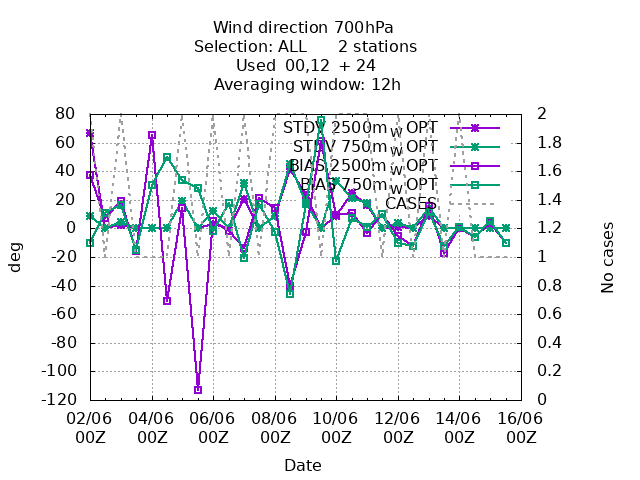 Wind direction 700hPa
Selection: ALL 2 stations
Used 00,12 + 24
Averaging window: 12h
STDV 2500m_W OPT
STDV 750m_W OPT
BIAS 2500m_W OPT
BIAS 750m_W OPT
CASES
80
60
40
20
0
-20
-40
-60
-80
-100
-120
deg
2
1.8
1.6
1.4
1.2
1
0.8
0.6
0.4
0.2
0
No cases
02/06 04/06 06/06 08/06 10/06 12/06 14/06 16/06
00Z 00Z 00Z 00Z 00Z 00Z 00Z 00Z
Date